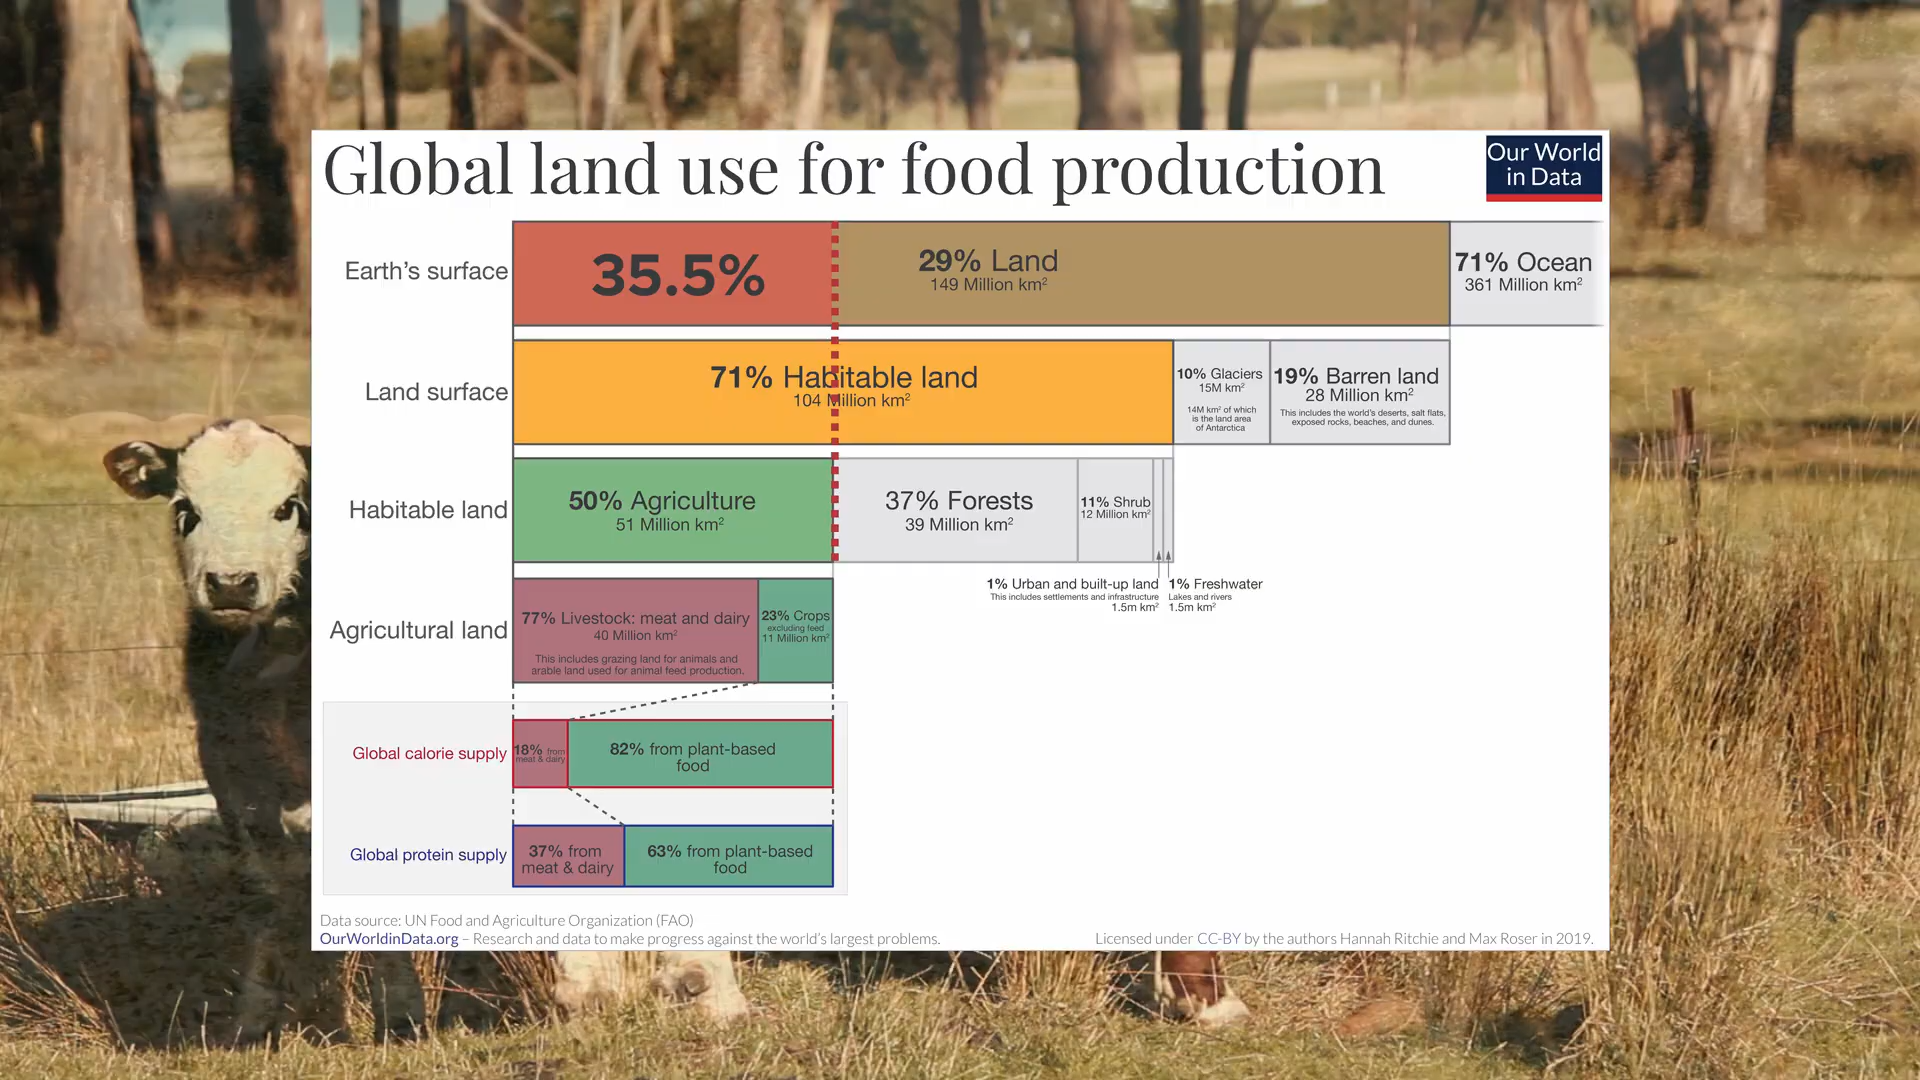 Global land use for food production
Our World
in Data
Earth's surface
35.5%
29% Land
149 Million km²
71% Ocean
361 Million km²
Land surface
71% Habitable land
104 Million km²
10% Glaciers
15M km²
14M km² of which
is the land area
of Antarctica
19% Barren land
28 Million km²
This includes the world's deserts, salt flats,
exposed rocks, beaches, and dunes.
Habitable land
50% Agriculture
51 Million km²
37% Forests
39 Million km²
11% Shrub
12 Million km²
1% Urban and built-up land
This includes settlements and infrastructure
1.5m km²
1% Freshwater
Lakes and rivers
1.5m km²
Agricultural land
77% Livestock: meat and dairy
40 Million km²
This includes grazing land for animals and
arable land used for animal feed production.
23% Crops
excluding feed
11 Million km²
Global calorie supply
18% from
meat & dairy
82% from plant-based
food
Global protein supply
37% from
meat & dairy
63% from plant-based
food
Data source: UN Food and Agriculture Organization (FAO)
OurWorldinData.org – Research and data to make progress against the world's largest problems.
Licensed under CC-BY by the authors Hannah Ritchie and Max Roser in 2019.